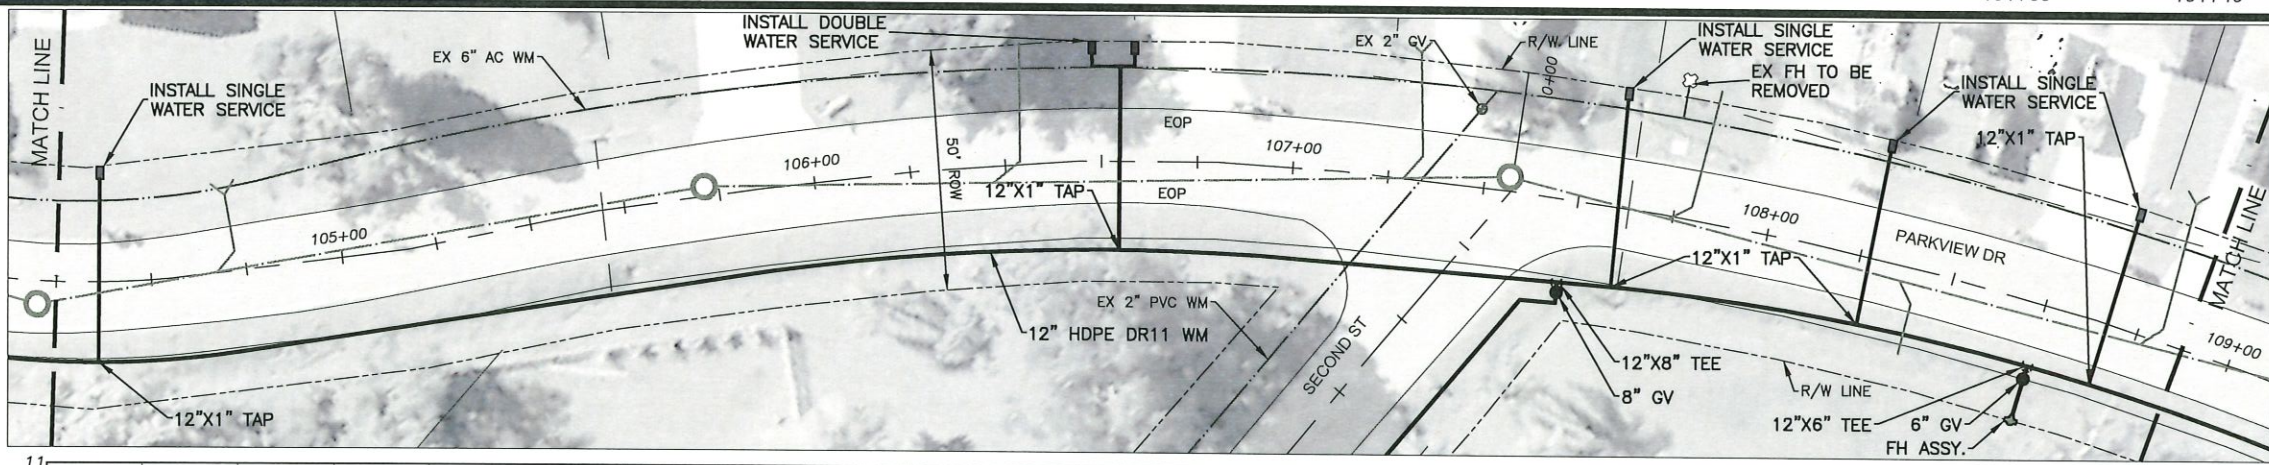 MATCH LINE
INSTALL SINGLE
WATER SERVICE
EX 6" AC WM
INSTALL DOUBLE
WATER SERVICE
EX 2" GV
R/W LINE
0+00
INSTALL SINGLE
WATER SERVICE
EX FH TO BE
REMOVED
INSTALL SINGLE
WATER SERVICE
12"X1" TAP
MATCH LINE
105+00
106+00
50' ROW
EOP
EOP
107+00
12"X1" TAP
108+00
PARKVIEW DR
109+00
12"X1" TAP
EX 2" PVC WM
12" HDPE DR11 WM
SECOND ST
12"X8" TEE
8" GV
R/W LINE
12"X1" TAP
12"X6" TEE
6" GV
FH ASSY.
11